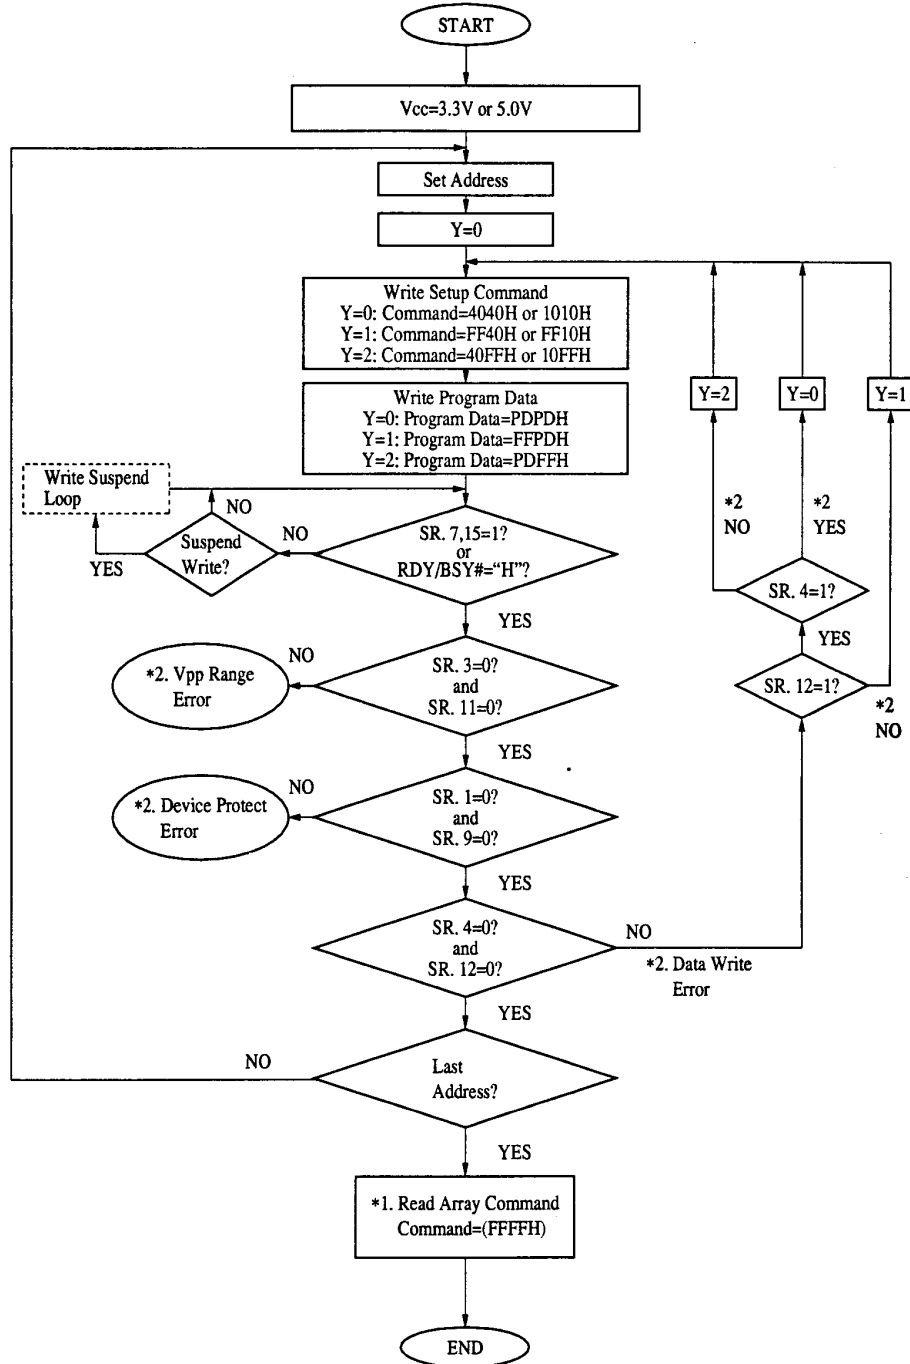 START
Vcc=3.3V or 5.0V
Set Address
Y=0
Write Setup Command
Y=0: Command=4040H or 1010H
Y=1: Command=FF40H or FF10H
Y=2: Command=40FFH or 10FFH
Write Program Data
Y=0: Program Data=PDPDH
Y=1: Program Data=FFPDH
Y=2: Program Data=PDFFH
Y=2
Y=0
Y=1
Write Suspend
Loop
NO
Suspend
Write?
YES
NO
SR. 7,15=1?
or
RDY/BSY#=“H”?
YES
*2
NO
*2
YES
SR. 4=1?
YES
SR. 12=1?
*2
NO
*2. Vpp Range
Error
NO
SR. 3=0?
and
SR. 11=0?
YES
*2. Device Protect
Error
NO
SR. 1=0?
and
SR. 9=0?
YES
SR. 4=0?
and
SR. 12=0?
NO
*2. Data Write
Error
YES
NO
Last
Address?
YES
*1. Read Array Command
Command=(FFFFH)
END